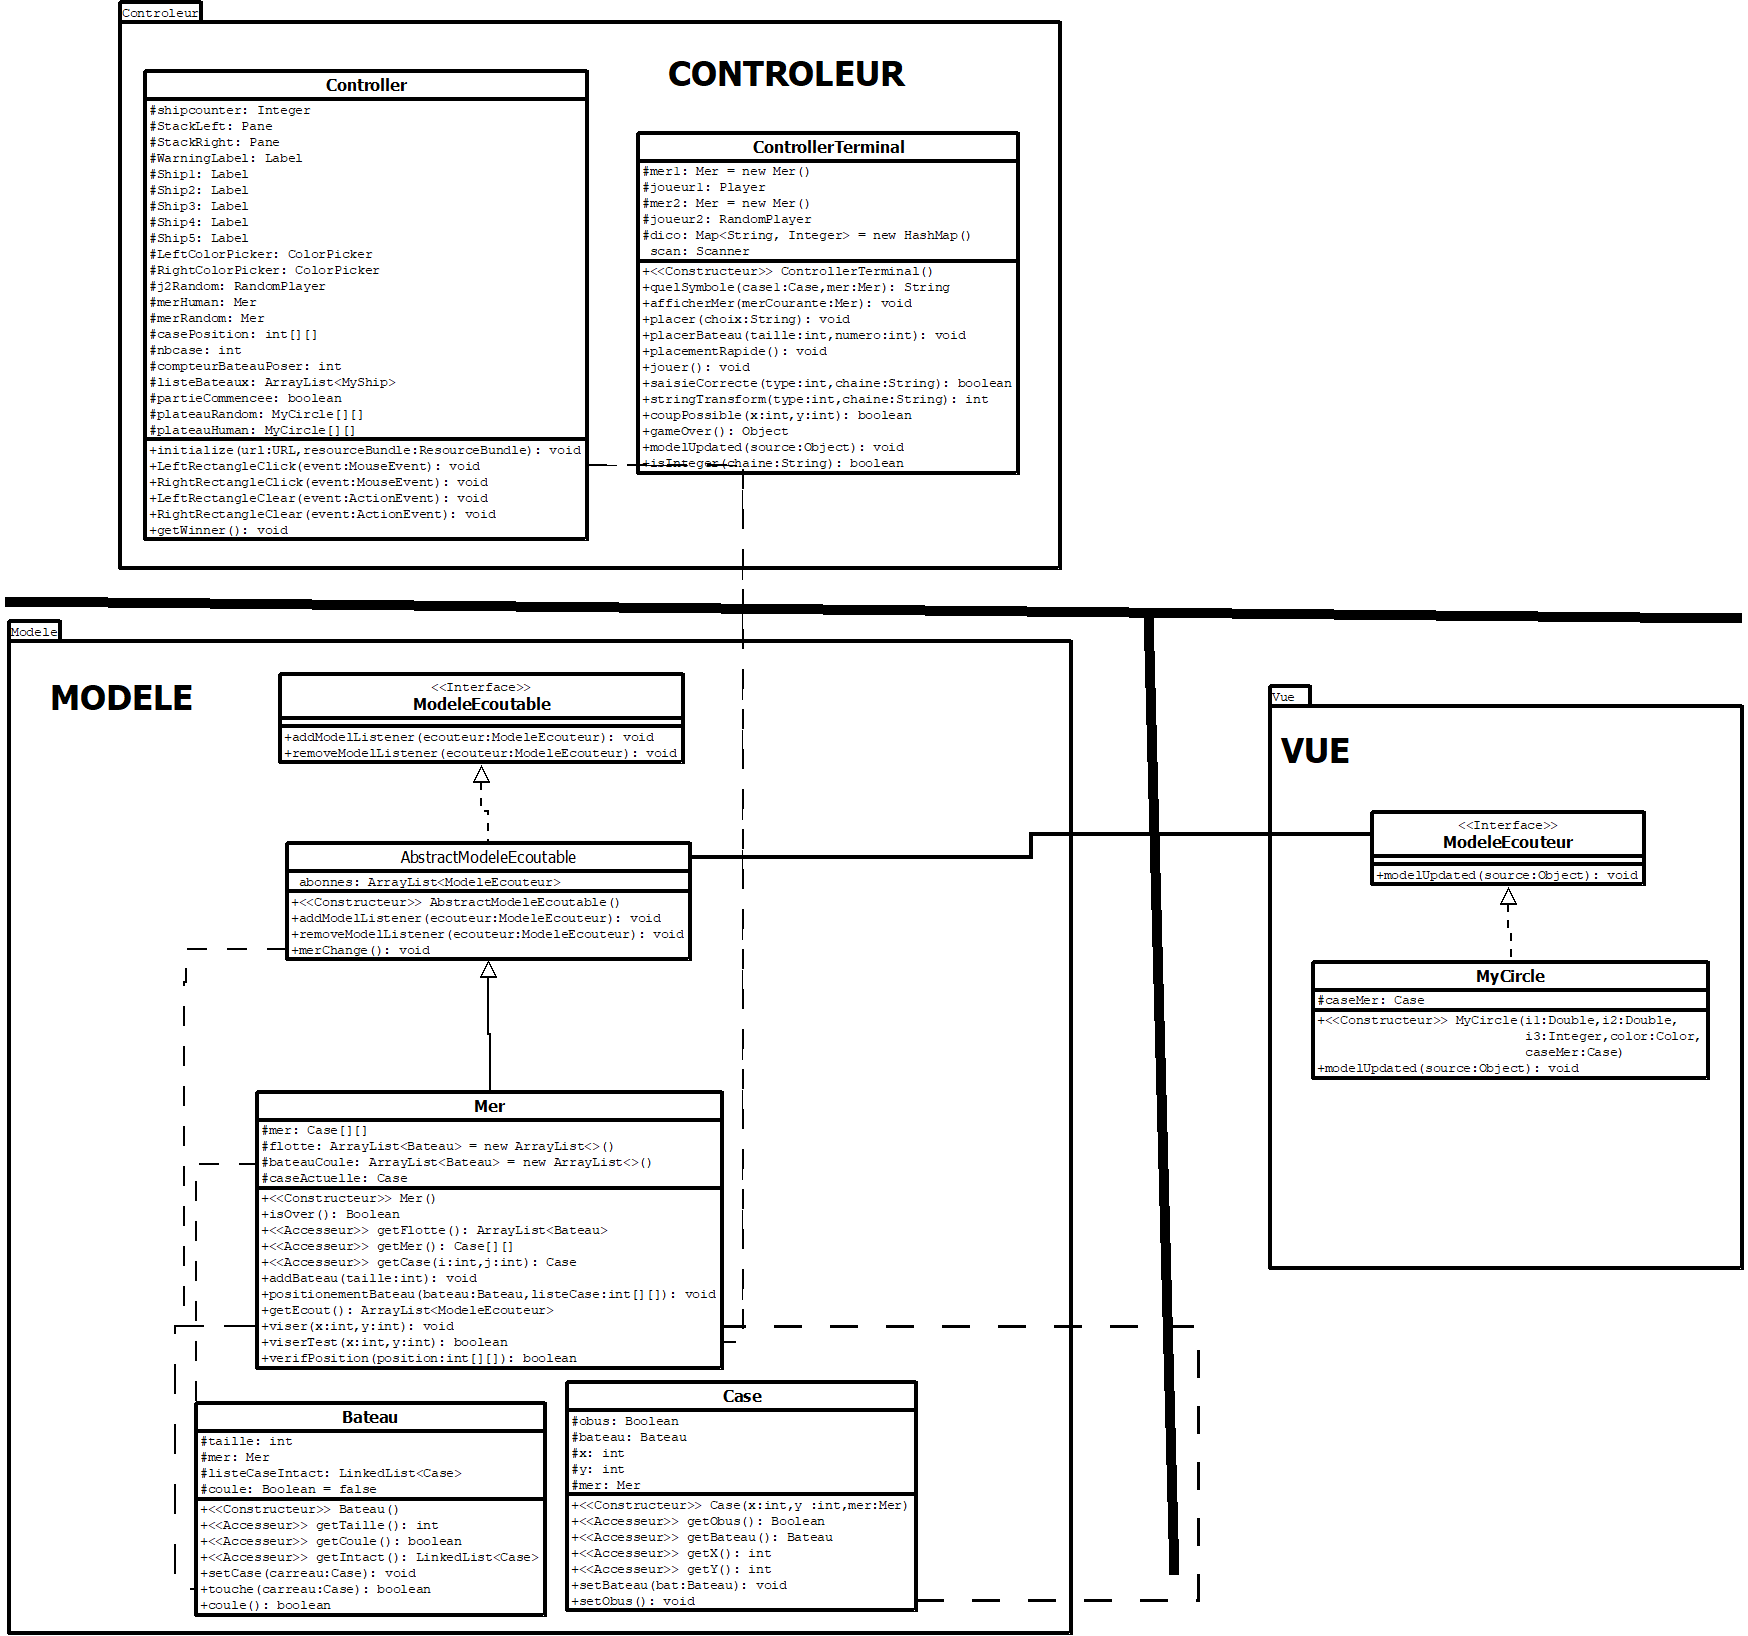 Controleur
CONTROLEUR
Controller
#shipcounter: Integer
#StackLeft: Pane
#StackRight: Pane
#WarningLabel: Label
#Ship1: Label
#Ship2: Label
#Ship3: Label
#Ship4: Label
#Ship5: Label
#LeftColorPicker: ColorPicker
#RightColorPicker: ColorPicker
#j2Random: RandomPlayer
#merHuman: Mer
#merRandom: Mer
#casePosition: int[][]
#nbcase: int
#compteurBateauPoser: int
#listeBateaux: ArrayList<MyShip>
#partieCommencee: boolean
#plateauRandom: MyCircle[][]
#plateauHuman: MyCircle[][]
+initialize(url:URL,resourceBundle:ResourceBundle): void
+LeftRectangleClick(event:MouseEvent): void
+RightRectangleClick(event:MouseEvent): void
+LeftRectangleClear(event:ActionEvent): void
+RightRectangleClear(event:ActionEvent): void
+getWinner(): void
ControllerTerminal
#mer1: Mer = new Mer()
#joueur1: Player
#mer2: Mer = new Mer()
#joueur2: RandomPlayer
#dico: Map<String, Integer> = new HashMap()
scan: Scanner
+<<Constructeur>> ControllerTerminal()
+quelSymbole(case1:Case,mer:Mer): String
+afficherMer(merCourante:Mer): void
+placer(choix:String): void
+placerBateau(taille:int,numero:int): void
+placementRapide(): void
+jouer(): void
+saisieCorrecte(type:int,chaine:String): boolean
+stringTransform(type:int,chaine:String): int
+coupPossible(x:int,y:int): boolean
+gameOver(): Object
+modelUpdated(source:Object): void
+isInteger(chaine:String): boolean
Modele
MODELE
<<Interface>>
ModeleEcoutable
+addModelListener(ecouteur:ModeleEcouteur): void
+removeModelListener(ecouteur:ModeleEcouteur): void
AbstractModeleEcoutable
abonnes: ArrayList<ModeleEcouteur>
+<<Constructeur>> AbstractModeleEcoutable()
+addModelListener(ecouteur:ModeleEcouteur): void
+removeModelListener(ecouteur:ModeleEcouteur): void
+merChange(): void
Mer
#mer: Case[][]
#flotte: ArrayList<Bateau> = new ArrayList<>()
#bateauCoule: ArrayList<Bateau> = new ArrayList<>()
#caseActuelle: Case
+<<Constructeur>> Mer()
+isOver(): Boolean
+<<Accesseur>> getFlotte(): ArrayList<Bateau>
+<<Accesseur>> getMer(): Case[][]
+<<Accesseur>> getCase(i:int,j:int): Case
+addBateau(taille:int): void
+positionementBateau(bateau:Bateau,listeCase:int[][]): void
+getEcout(): ArrayList<ModeleEcouteur>
+viser(x:int,y:int): void
+viserTest(x:int,y:int): boolean
+verifPosition(position:int[][]): boolean
Bateau
#taille: int
#mer: Mer
#listeCaseIntact: LinkedList<Case>
#coule: Boolean = false
+<<Constructeur>> Bateau()
+<<Accesseur>> getTaille(): int
+<<Accesseur>> getCoule(): boolean
+<<Accesseur>> getIntact(): LinkedList<Case>
+setCase(carreau:Case): void
+touche(carreau:Case): boolean
+coule(): boolean
Case
#obus: Boolean
#bateau: Bateau
#x: int
#y: int
#mer: Mer
+<<Constructeur>> Case(x:int,y :int,mer:Mer)
+<<Accesseur>> getObus(): Boolean
+<<Accesseur>> getBateau(): Bateau
+<<Accesseur>> getX(): int
+<<Accesseur>> getY(): int
+setBateau(bat:Bateau): void
+setObus(): void
Vue
VUE
<<Interface>>
ModeleEcouteur
+modelUpdated(source:Object): void
MyCircle
#caseMer: Case
+<<Constructeur>> MyCircle(i1:Double,i2:Double,
i3:Integer,color:Color,
caseMer:Case)
+modelUpdated(source:Object): void